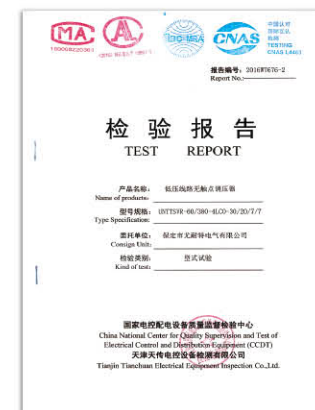 MA
CNAS
中国认可
国际互认
检测
TESTING
报告编号: 2016W7676-2
Report No.:
检 验 报 告
TEST REPORT
产品名称: 低压线路无触点调压器
Name of products:
型号规格:
Type Specification:
委托单位: 保定市尤耐特电气有限公司
Consign Unit:
检验类别: 型式试验
Kind of test:
国家电控配电设备质量监督检验中心
China National Center for Quality Supervision and Test of
Electrical Control and Distribution Equipment (CCDT)
天津天传电控设备检测有限公司
Tianjin Tianchuan Electrical Equipment Inspection Co.,Ltd.